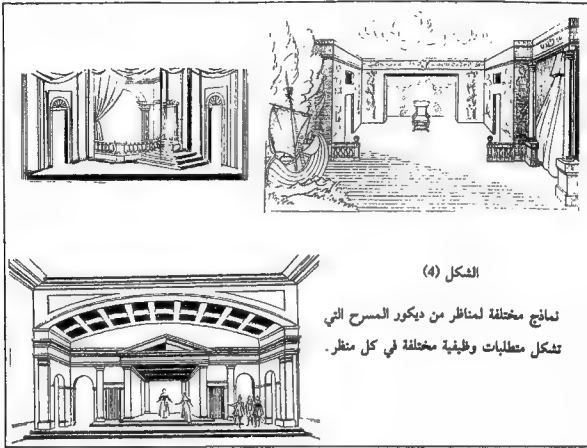 الشكل (4)
نماذج مختلفة لمناظر من ديكور المسرح التي
تشكل متطلبات وظيفية مختلفة في كل منظر.